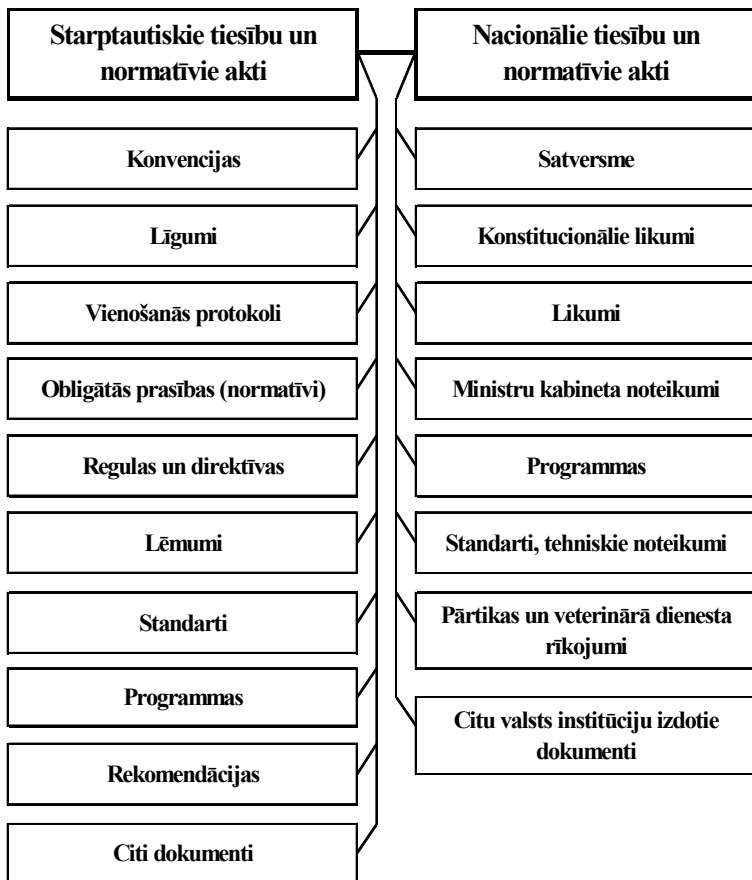 Starptautiskie tiesību un
normatīvie akti
Konvencijas
Līgumi
Vienošanās protokoli
Obligātās prasības (normatīvi)
Regulas un direktīvas
Lēmumi
Standarti
Programmas
Rekomendācijas
Citi dokumenti
Nacionālie tiesību un
normatīvie akti
Satversme
Konstitucionālie likumi
Likumi
Ministru kabineta noteikumi
Programmas
Standarti, tehniskie noteikumi
Pārtikas un veterinārā dienesta
rīkojumi
Citu valsts institūciju izdotie
dokumenti